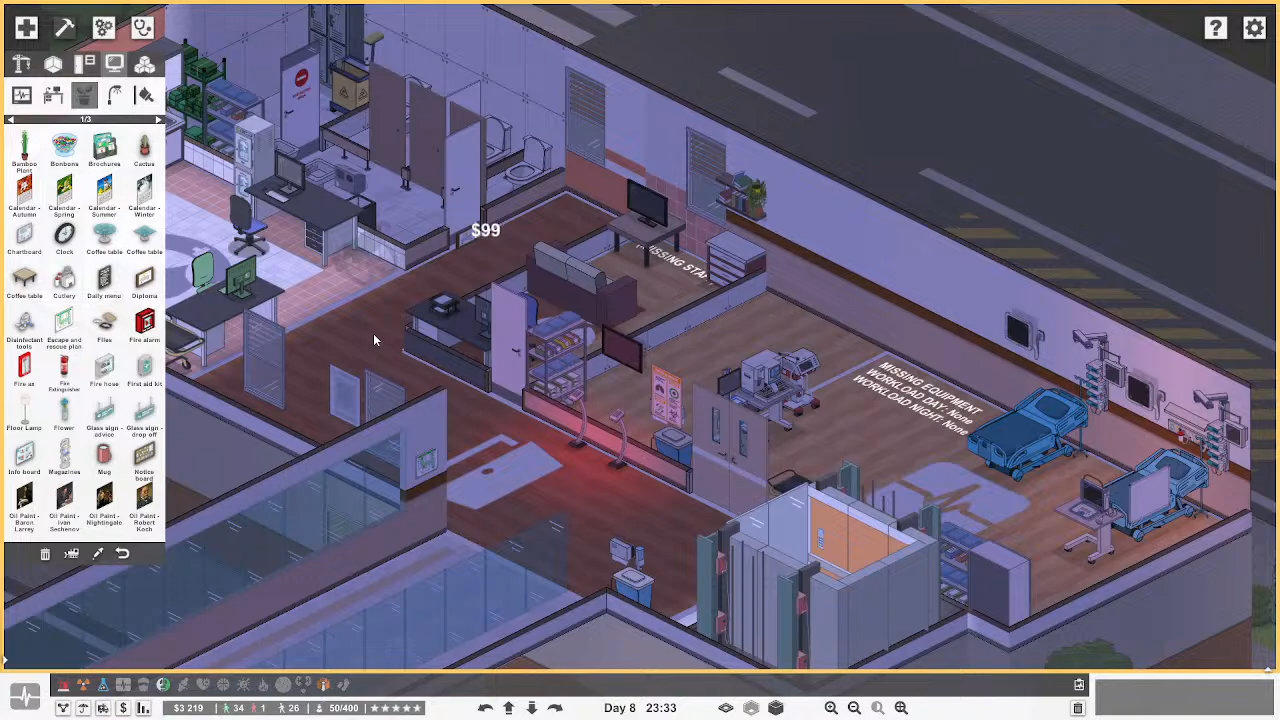 ?
1/3
Bamboo Plant
Bonbons
Brochures
Cactus
Calendar - Autumn
Calendar - Spring
Calendar - Summer
Calendar - Winter
Chartboard
Clock
Coffee table
Coffee table
Coffee table
Cutlery
Daily menu
Diploma
Disinfectant tools
Escape and rescue plan
Files
Fire alarm
Fire ax
Fire Extinguisher
Fire hose
First aid kit
Floor Lamp
Flower
Glass sign - advice
Glass sign - drop off
Info board
Magazines
Mug
Notice board
Oil Paint - Baron Larrey
Oil Paint - Ivan Sechenov
Oil Paint - Nightingale
Oil Paint - Robert Koch
$99
MISSING EQUIPMENT
WORKLOAD DAY: None
WORKLOAD NIGHT: None
$3 219
34
1
26
50/400
Day 8 23:33